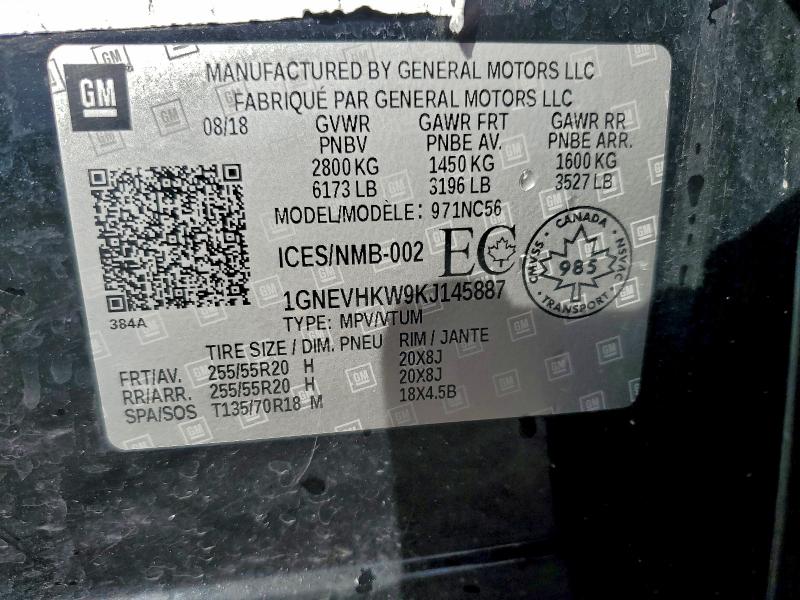 GM
MANUFACTURED BY GENERAL MOTORS LLC
FABRIQUÉ PAR GENERAL MOTORS LLC
08/18 GVWR GAWR FRT GAWR RR
PNBV PNBE AV. PNBE ARR.
2800 KG 1450 KG 1600 KG
6173 LB 3196 LB 3527 LB
MODEL/MODÈLE: 971NC56
ICES/NMB-002 EC
CANADA
CMVSS NSVAC
7
985
TRANSPORT
1GNEVHKW9KJ145887
384A
TYPE: MPV/VTUM
TIRE SIZE / DIM. PNEU RIM / JANTE
FRT/AV. 255/55R20 H 20X8J
RR/ARR. 255/55R20 H 20X8J
SPA/SOS T135/70R18 M 18X4.5B